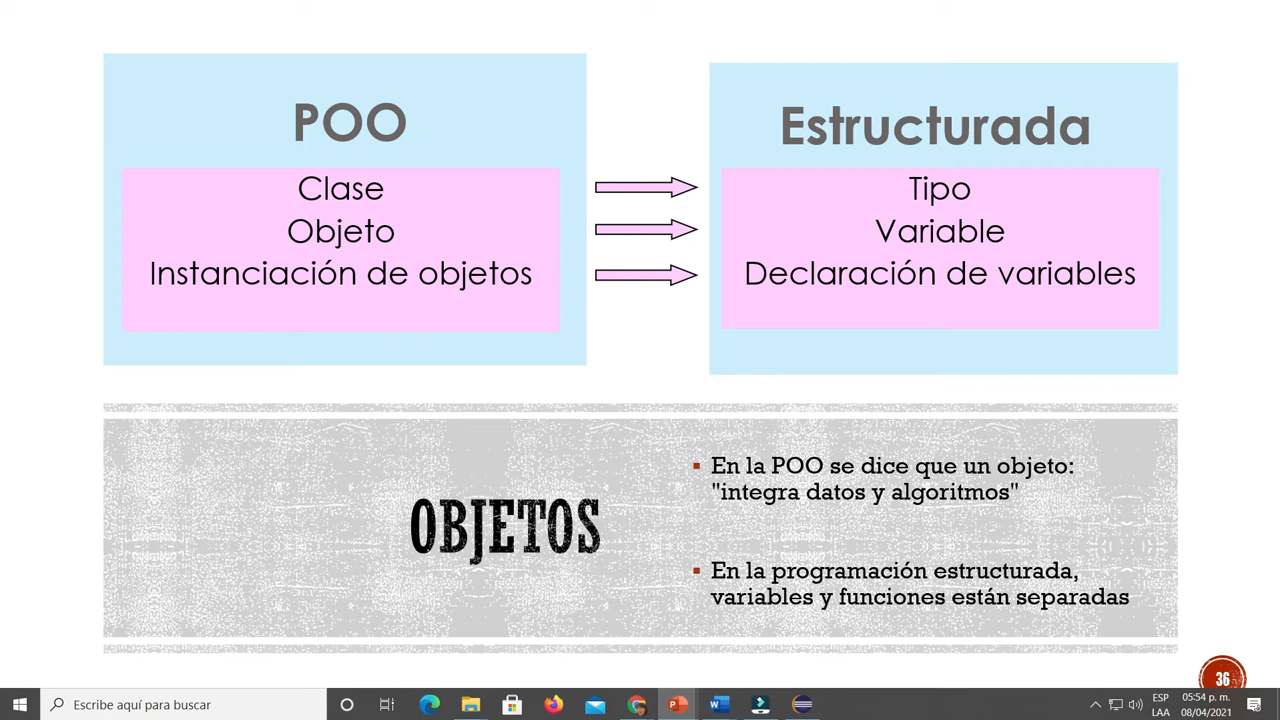 POO
Clase
Objeto
Instanciación de objetos
Estructurada
Tipo
Variable
Declaración de variables
OBJETOS
En la POO se dice que un objeto:
"integra datos y algoritmos"
En la programación estructurada,
variables y funciones están separadas
36
Escribe aquí para buscar
ESP
LAA
05:54 p. m.
08/04/2021